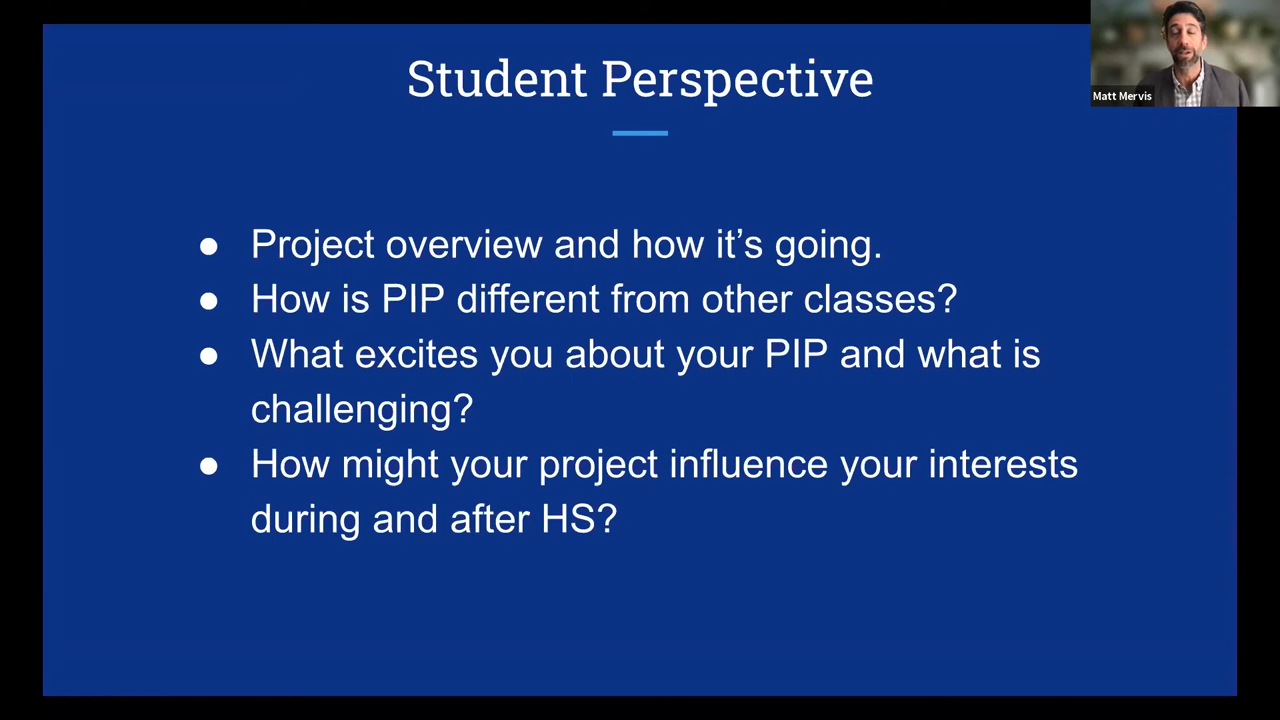 Student Perspective
Matt Mervis
● Project overview and how it’s going.
● How is PIP different from other classes?
● What excites you about your PIP and what is
challenging?
● How might your project influence your interests
during and after HS?